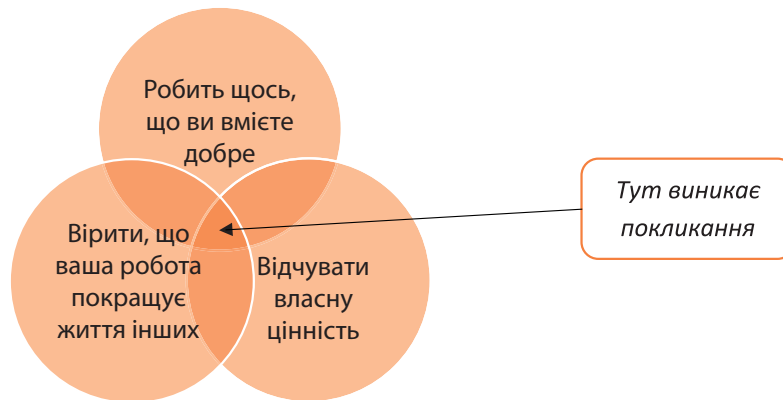 Робить щось,
що ви вмієте
добре
Вірити, що
ваша робота
покращує
життя інших
Відчувати
власну
цінність
Тут виникає
покликання